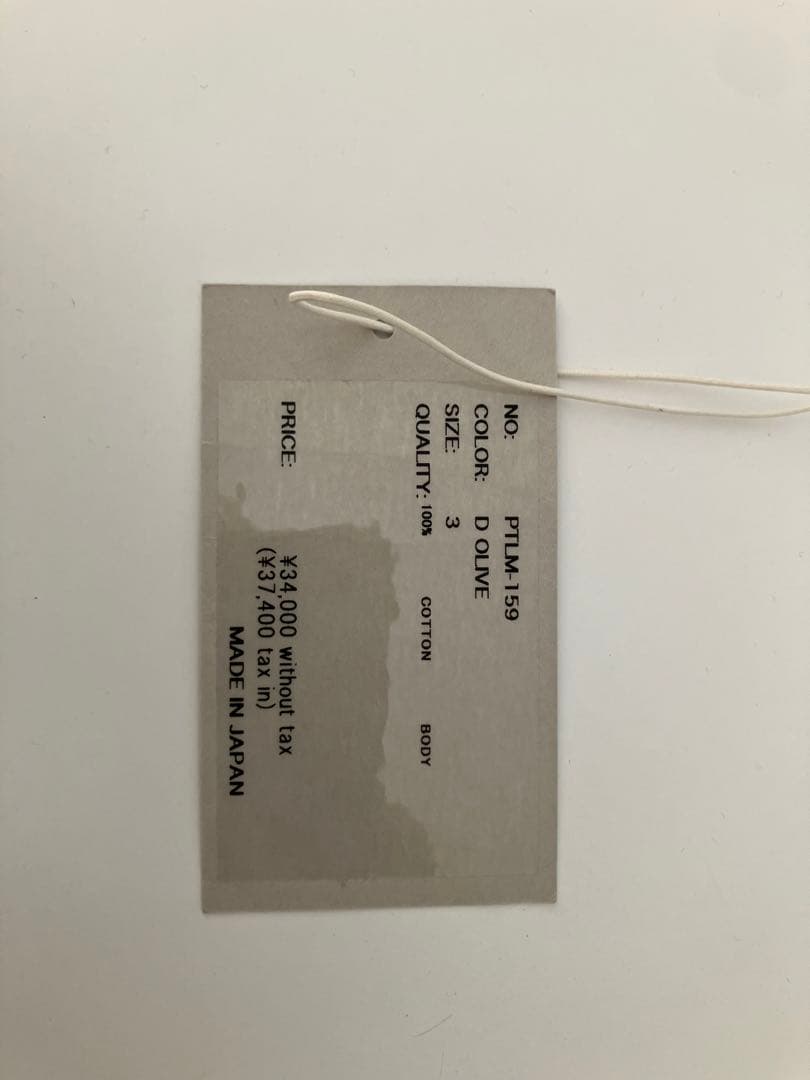 NO: PTLM-159
COLOR: D OLIVE
SIZE: 3
QUALITY: 100% COTTON BODY
PRICE: ¥34,000 without tax
(¥37,400 tax in)
MADE IN JAPAN